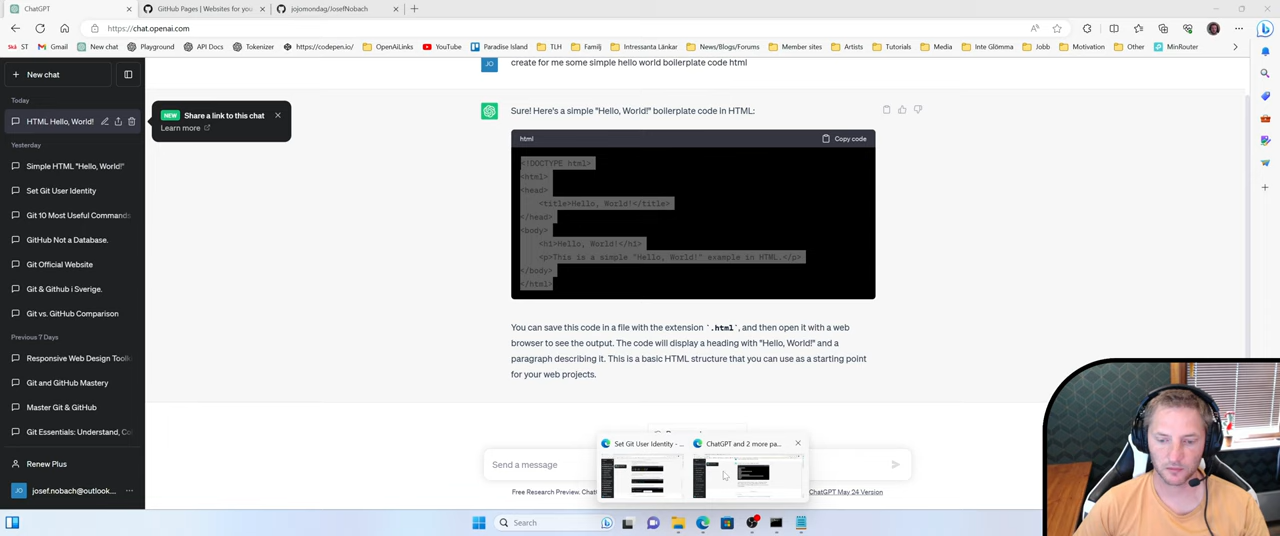 ChatGPT
GitHub Pages | Websites for you
jojomondag/JosefNobach
https://chat.openai.com
Skit
ST
Gmail
New chat
Playground
API Docs
Tokenizer
https://codepen.io/
OpenAiLinks
YouTube
Paradise Island
TLH
Familj
Intressanta Länkar
News/Blogs/Forums
Member sites
Artists
Tutorials
Media
Inte Glömma
Jobb
Motivation
Other
MinRouter
New chat
Today
HTML Hello, World!
Yesterday
Simple HTML "Hello, World!"
Set Git User Identity
Git 10 Most Useful Commands
GitHub Not a Database.
Git Official Website
Git & Github i Sverige.
Git vs. GitHub Comparison
Previous 7 Days
Responsive Web Design Toolk
Git and GitHub Mastery
Master Git & GitHub
Git Essentials: Understand, Co
Renew Plus
josef.nobach@outlook....
NEW Share a link to this chat
Learn more
JO
create for me some simple hello world boilerplate code html
Sure! Here's a simple "Hello, World!" boilerplate code in HTML:
html
Copy code
<!DOCTYPE html>
<html>
<head>
<title>Hello, World!</title>
</head>
<body>
<h1>Hello, World!</h1>
<p>This is a simple "Hello, World!" example in HTML.</p>
</body>
</html>
You can save this code in a file with the extension `.html`, and then open it with a web
browser to see the output. The code will display a heading with "Hello, World!" and a
paragraph describing it. This is a basic HTML structure that you can use as a starting point
for your web projects.
Set Git User Identity - ...
ChatGPT and 2 more pa...
Send a message
Free Research Preview.
ChatGPT May 24 Version
Search